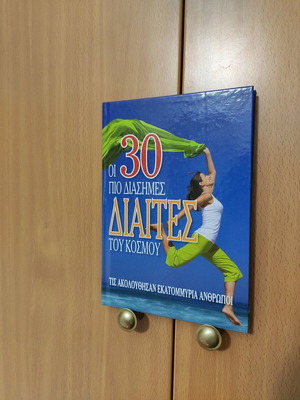 ΟΙ 30
ΠΙΟ ΔΙΑΣΗΜΕΣ
ΔΙΑΙΤΕΣ
ΤΟΥ ΚΟΣΜΟΥ
ΤΙΣ ΑΚΟΛΟΥΘΗΣΑΝ ΕΚΑΤΟΜΜΥΡΙΑ ΑΝΘΡΩΠΟΙ